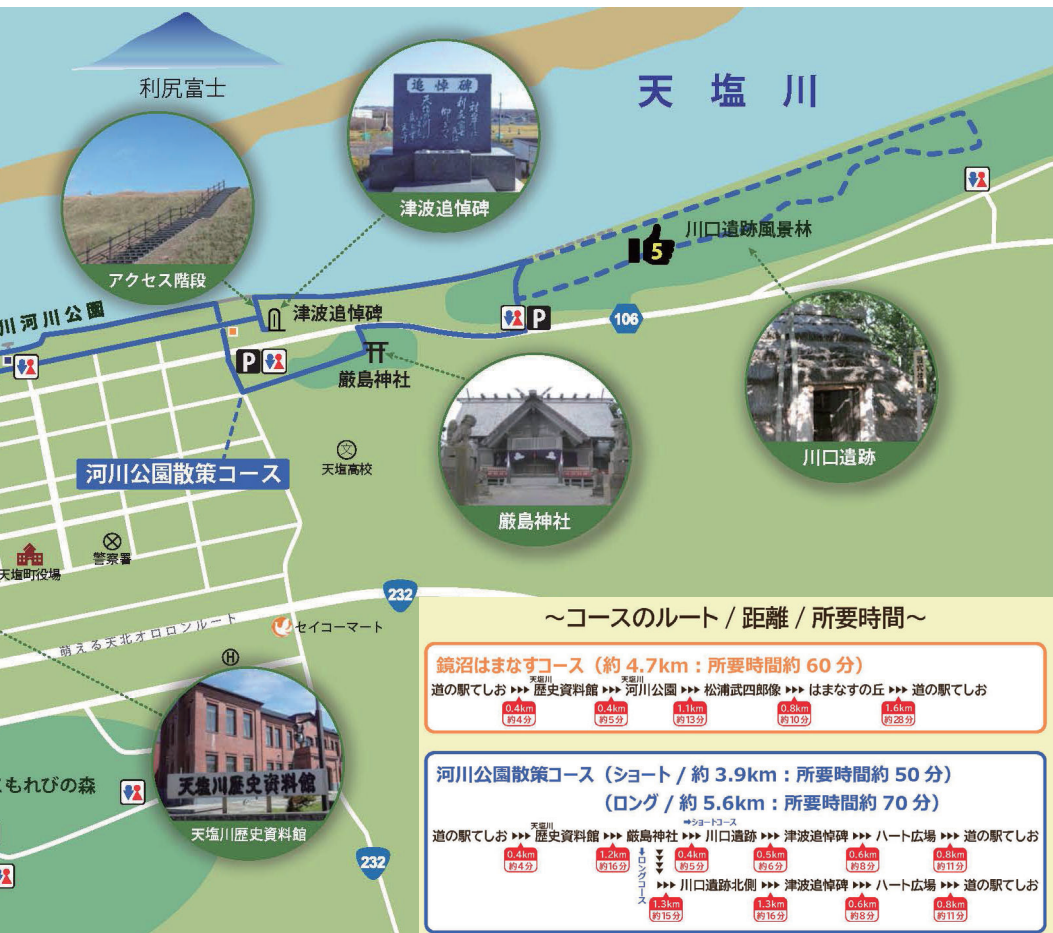 利尻富士
天塩川
追悼碑
津波追悼碑
アクセス階段
川河川公園
津波追悼碑
川口遺跡風景林
5
P
106
P
厳島神社
河川公園散策コース
文
天塩高校
厳島神社
川口遺跡
天塩町役場
警察署
232
萌える天北オロロンルート
セイコーマート
H
もれびの森
天塩川歴史資料館
天塩川歴史資料館
232
～コースのルート / 距離 / 所要時間～
鏡沼はまなすコース（約 4.7km：所要時間約 60 分）
道の駅てしお ▸▸▸ 天塩川歴史資料館 ▸▸▸ 天塩川河川公園 ▸▸▸ 松浦武四郎像 ▸▸▸ はまなすの丘 ▸▸▸ 道の駅てしお
0.4km 約4分 0.4km 約5分 1.1km 約13分 0.8km 約10分 1.6km 約28分
河川公園散策コース（ショート / 約 3.9km：所要時間約 50 分）
（ロング / 約 5.6km：所要時間約 70 分）
➡ショートコース
道の駅てしお ▸▸▸ 天塩川歴史資料館 ▸▸▸ 厳島神社 ▸▸▸ 川口遺跡 ▸▸▸ 津波追悼碑 ▸▸▸ ハート広場 ▸▸▸ 道の駅てしお
0.4km 約4分 1.2km 約16分 0.4km 約5分 0.5km 約6分 0.6km 約8分 0.8km 約11分
⬇ロングコース
▸▸▸ 川口遺跡北側 ▸▸▸ 津波追悼碑 ▸▸▸ ハート広場 ▸▸▸ 道の駅てしお
1.3km 約15分 1.3km 約16分 0.6km 約8分 0.8km 約11分